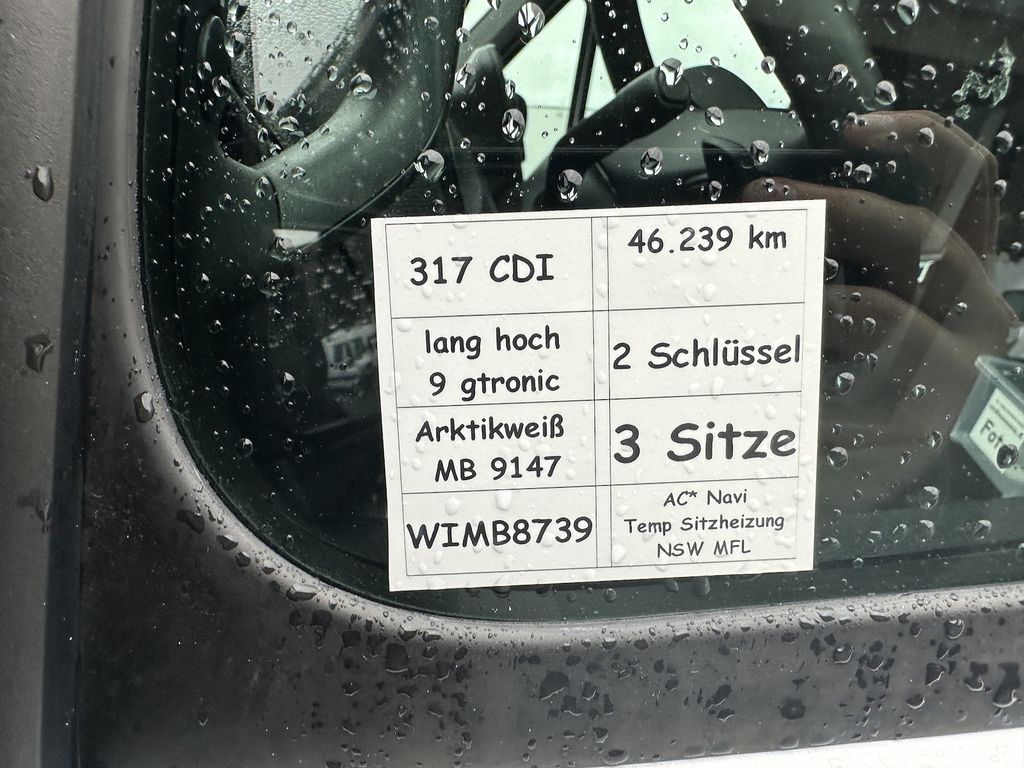 317 CDI
46.239 km
lang hoch
9 gtronic
2 Schlüssel
Arktikweiß
MB 9147
3 Sitze
WIMB8739
AC* Navi
Temp Sitzheizung
NSW MFL